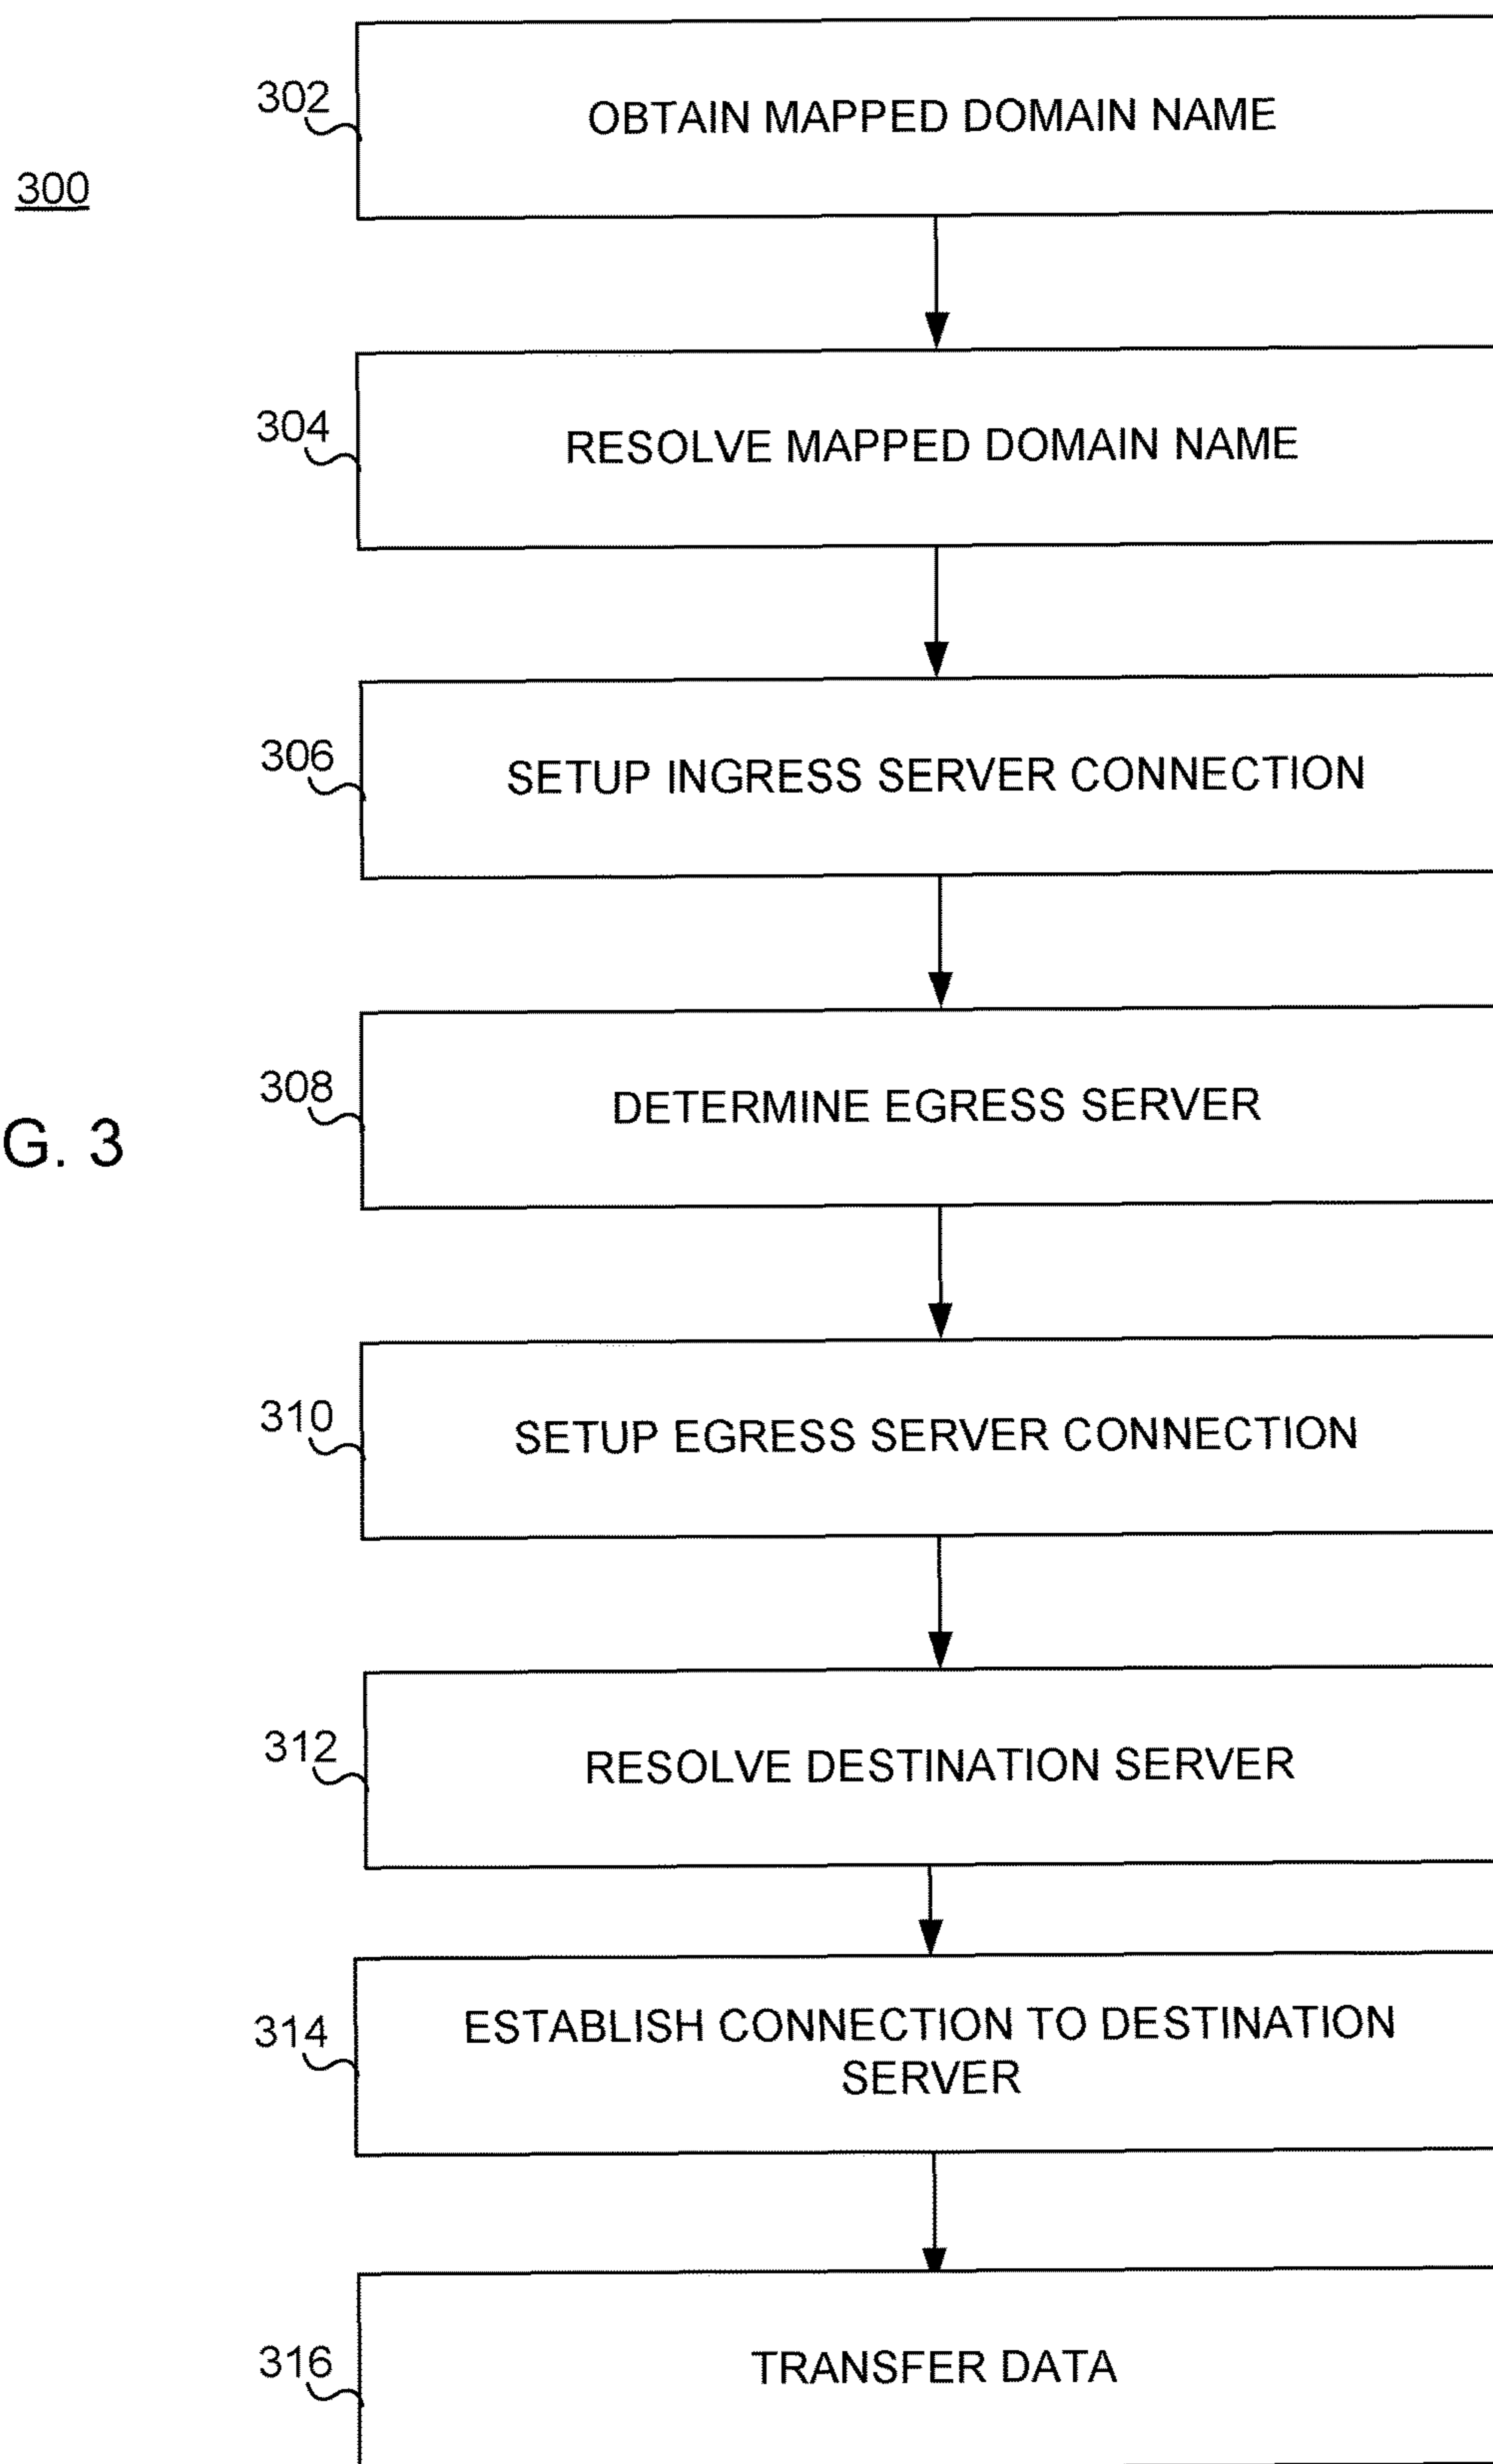 302
OBTAIN MAPPED DOMAIN NAME
300
304
RESOLVE MAPPED DOMAIN NAME
306
SETUP INGRESS SERVER CONNECTION
308
DETERMINE EGRESS SERVER
G. 3
310
SETUP EGRESS SERVER CONNECTION
312
RESOLVE DESTINATION SERVER
314
ESTABLISH CONNECTION TO DESTINATION
SERVER
316
TRANSFER DATA